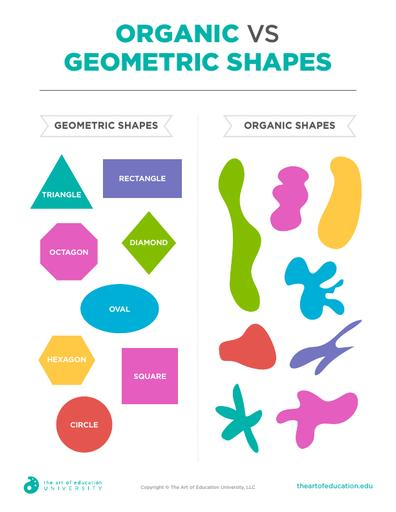 ORGANIC VS
GEOMETRIC SHAPES
GEOMETRIC SHAPES
TRIANGLE
RECTANGLE
OCTAGON
DIAMOND
OVAL
HEXAGON
SQUARE
CIRCLE
ORGANIC SHAPES
the art of education
UNIVERSITY
Copyright © The Art of Education University, LLC
theartofeducation.edu